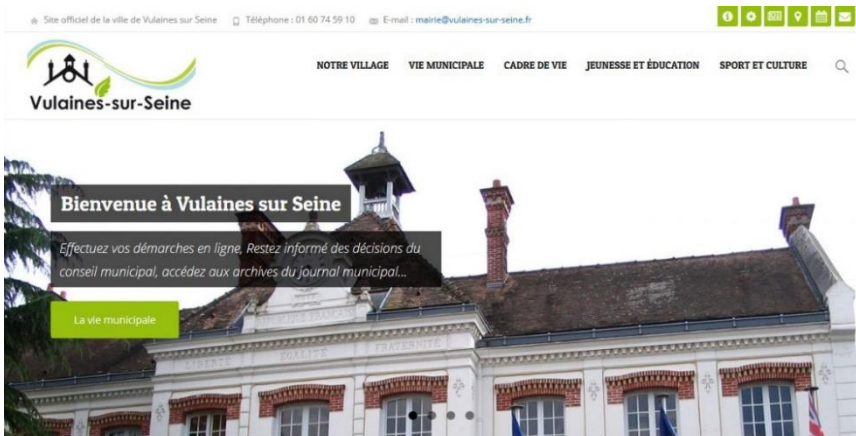 Site officiel de la ville de Vulaines sur Seine Téléphone : 01 60 74 59 10 E-mail : mairie@vulaines-sur-seine.fr
Vulaines-sur-Seine
NOTRE VILLAGE VIE MUNICIPALE CADRE DE VIE JEUNESSE ET ÉDUCATION SPORT ET CULTURE
Bienvenue à Vulaines sur Seine
Effectuez vos démarches en ligne, Restez informé des décisions du
conseil municipal, accédez aux archives du journal municipal...
La vie municipale
LIBERTÉ ÉGALITÉ FRATERNITÉ